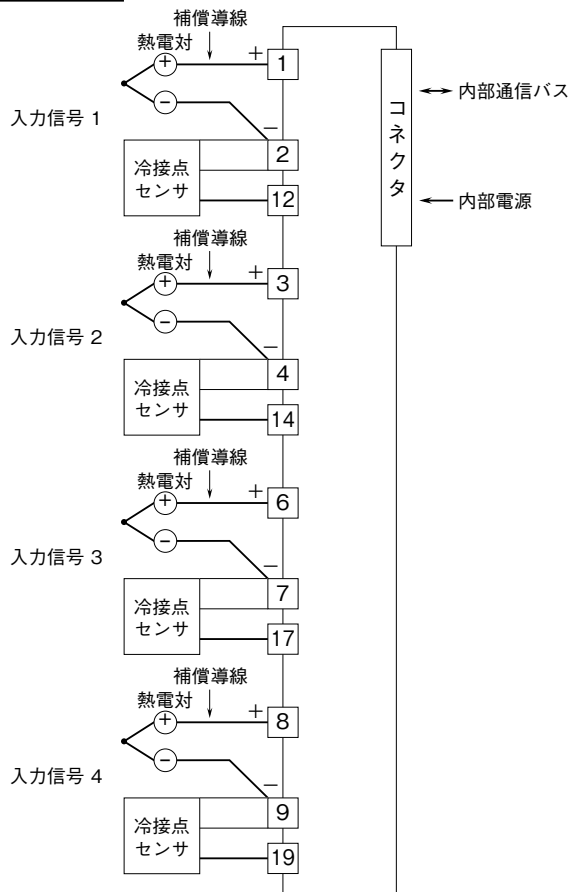 補償導線
熱電対
+
+
1
入力信号 1
−
−
2
冷接点
センサ
12
コネクタ
内部通信バス
内部電源
補償導線
熱電対
+
+
3
入力信号 2
−
−
4
冷接点
センサ
14
補償導線
熱電対
+
+
6
入力信号 3
−
−
7
冷接点
センサ
17
補償導線
熱電対
+
+
8
入力信号 4
−
−
9
冷接点
センサ
19